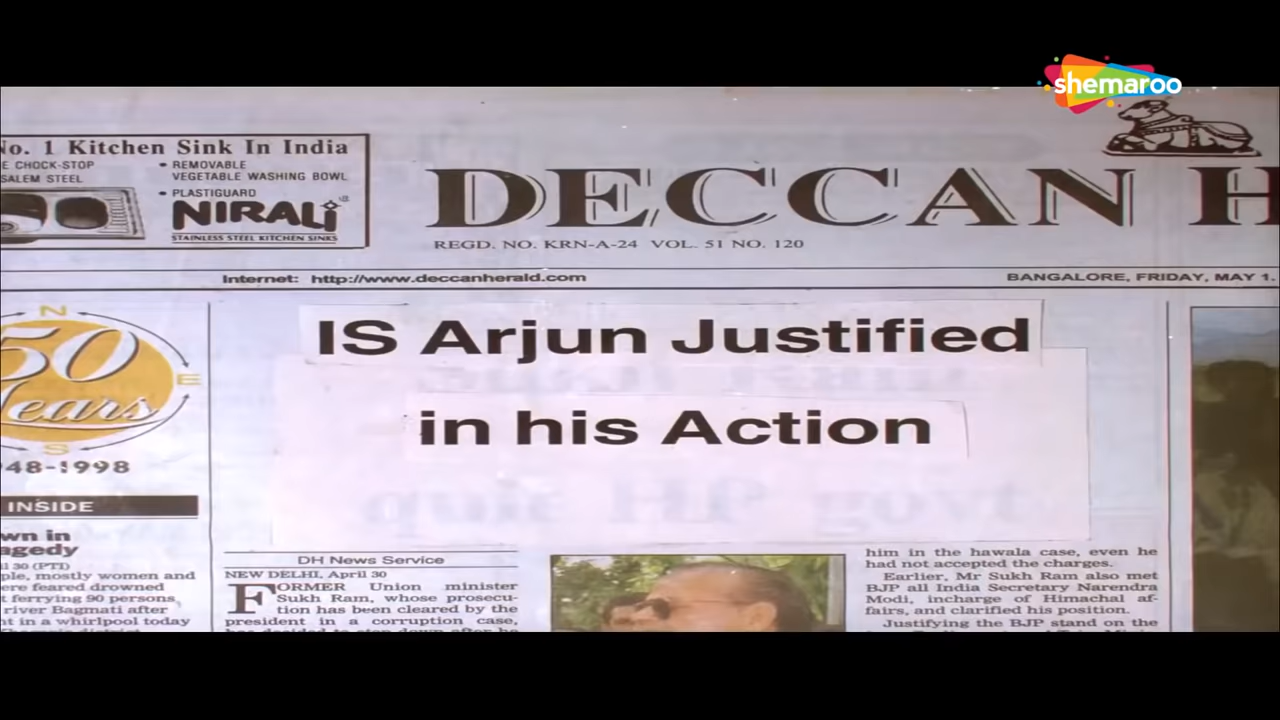 shemaroo
No. 1 Kitchen Sink In India
CHOCK-STOP
SALEM STEEL
• REMOVABLE
VEGETABLE WASHING BOWL
• PLASTIGUARD
NIRALI
STAINLESS STEEL KITCHEN SINKS
DECCAN H
REGD. NO. KRN-A-24 VOL. 51 NO. 120
Internet: http://www.deccanherald.com
BANGALORE, FRIDAY, MAY 1.
N
50
E
Years
S
48-1998
IS Arjun Justified
in his Action
INSIDE
wn in
agedy
il 30 (PTI)
ple, mostly women and
ere feared drowned
t ferrying 90 persons
river Bagmati after
nt in a whirlpool today
DH News Service
NEW DELHI, April 30
FORMER Union minister
Sukh Ram, whose prosecu-
tion has been cleared by the
president in a corruption case,
him in the hawala case, even he
had not accepted the charges.
Earlier, Mr Sukh Ram also met
BJP all India Secretary Narendra
Modi, incharge of Himachal af-
fairs, and clarified his position.
Justifying the BJP stand on the